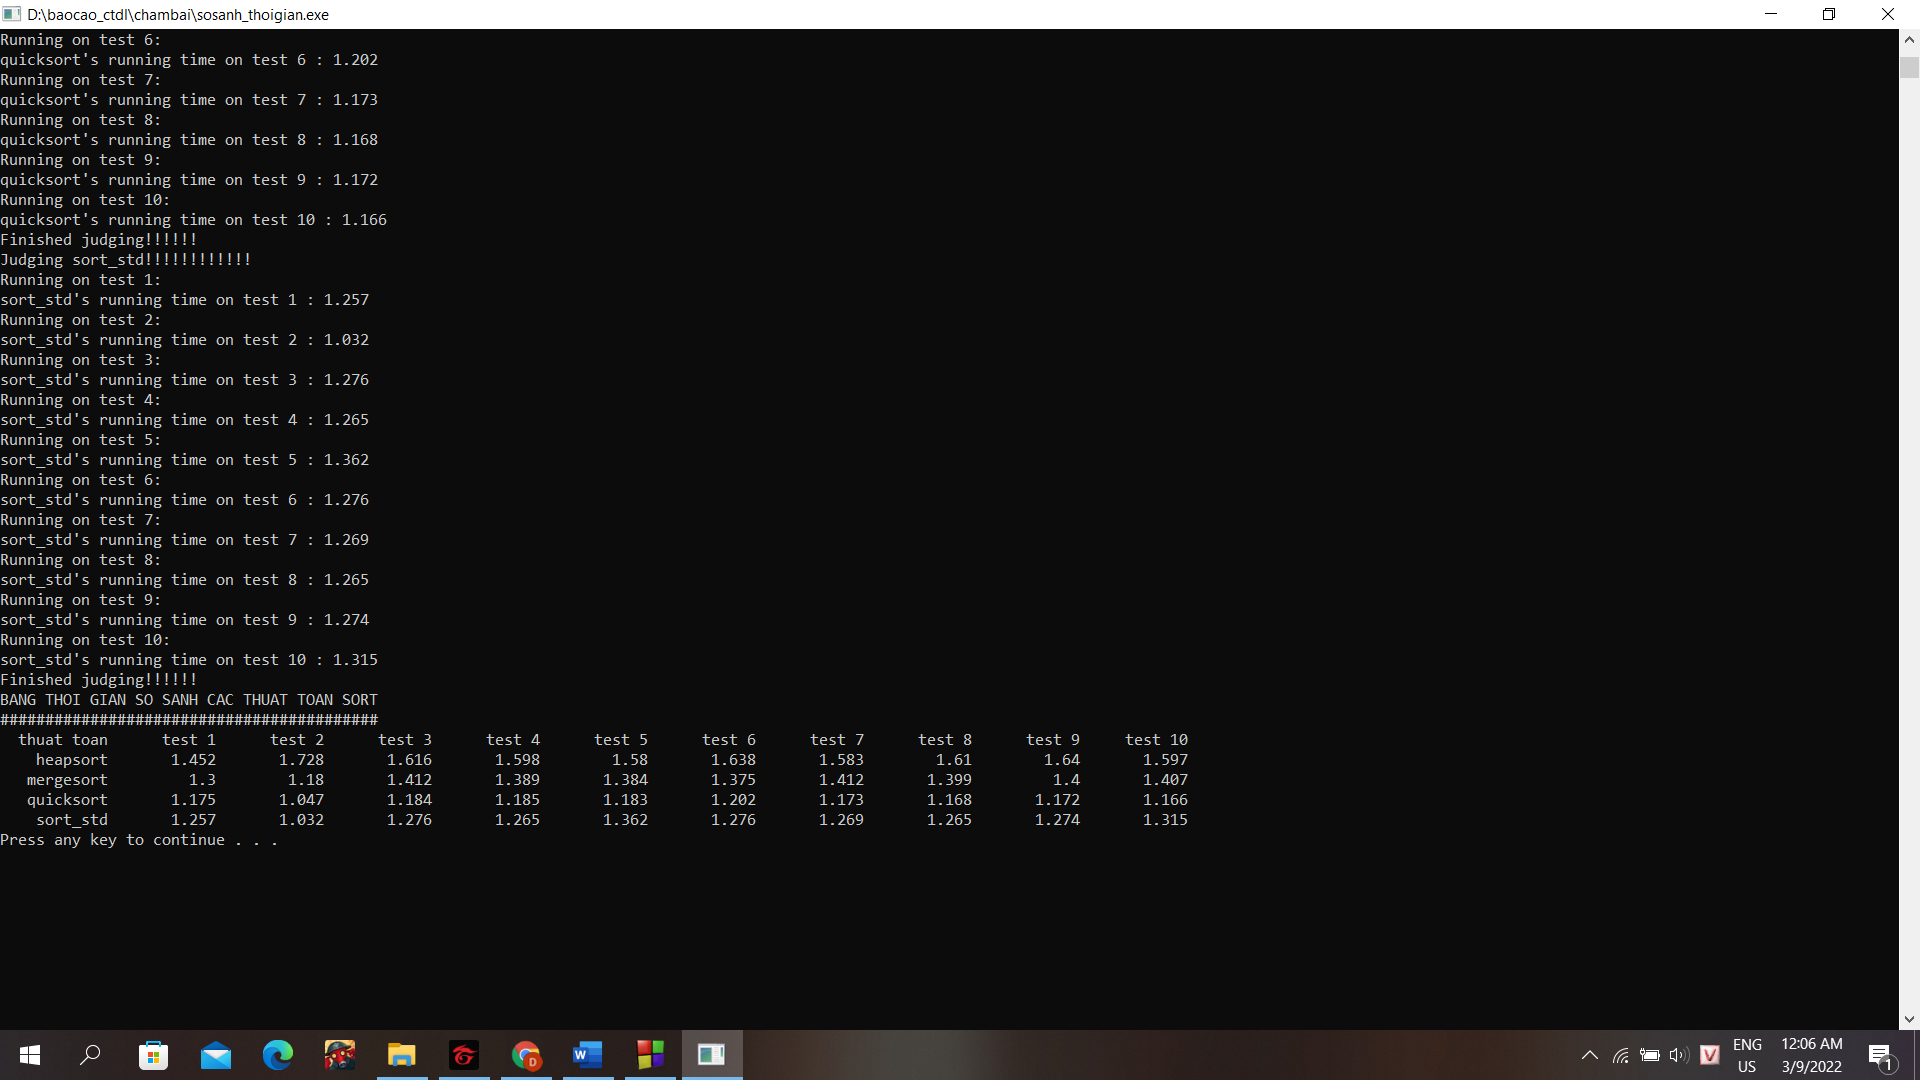 D:\baocao_ctdl\chambai\sosanh_thoigian.exe
Running on test 6:
quicksort's running time on test 6 : 1.202
Running on test 7:
quicksort's running time on test 7 : 1.173
Running on test 8:
quicksort's running time on test 8 : 1.168
Running on test 9:
quicksort's running time on test 9 : 1.172
Running on test 10:
quicksort's running time on test 10 : 1.166
Finished judging!!!!!!
Judging sort_std!!!!!!!!!!!!
Running on test 1:
sort_std's running time on test 1 : 1.257
Running on test 2:
sort_std's running time on test 2 : 1.032
Running on test 3:
sort_std's running time on test 3 : 1.276
Running on test 4:
sort_std's running time on test 4 : 1.265
Running on test 5:
sort_std's running time on test 5 : 1.362
Running on test 6:
sort_std's running time on test 6 : 1.276
Running on test 7:
sort_std's running time on test 7 : 1.269
Running on test 8:
sort_std's running time on test 8 : 1.265
Running on test 9:
sort_std's running time on test 9 : 1.274
Running on test 10:
sort_std's running time on test 10 : 1.315
Finished judging!!!!!!
BANG THOI GIAN SO SANH CAC THUAT TOAN SORT
##########################################
thuat toan test 1 test 2 test 3 test 4 test 5 test 6 test 7 test 8 test 9 test 10
heapsort 1.452 1.728 1.616 1.598 1.58 1.638 1.583 1.61 1.64 1.597
mergesort 1.3 1.18 1.412 1.389 1.384 1.375 1.412 1.399 1.4 1.407
quicksort 1.175 1.047 1.184 1.185 1.183 1.202 1.173 1.168 1.172 1.166
sort_std 1.257 1.032 1.276 1.265 1.362 1.276 1.269 1.265 1.274 1.315
Press any key to continue . . .
D
W
V
ENG
US
12:06 AM
3/9/2022
1